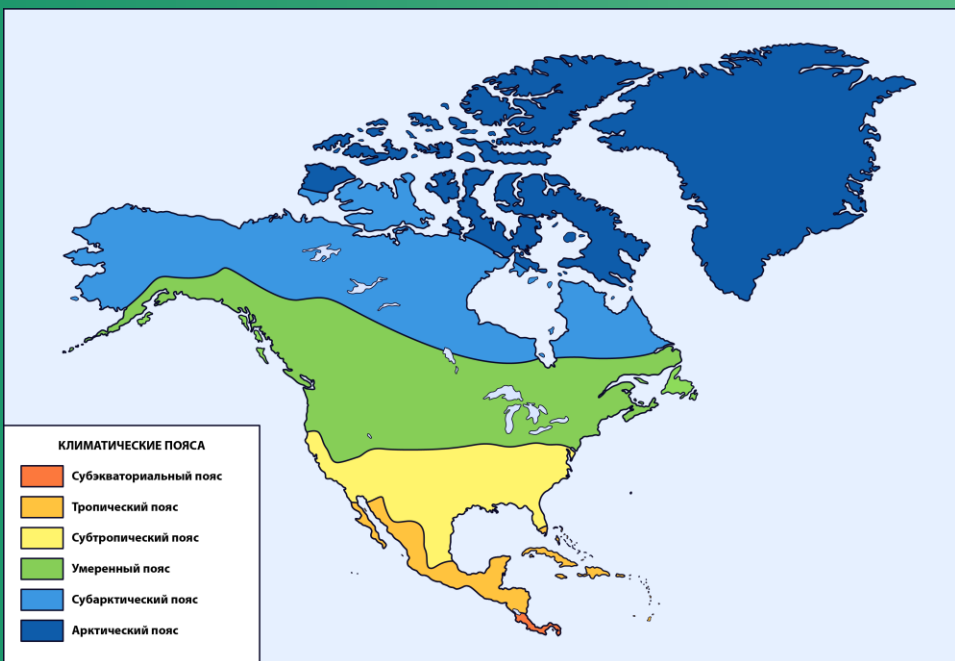 КЛИМАТИЧЕСКИЕ ПОЯСА
Субэкваториальный пояс
Тропический пояс
Субтропический пояс
Умеренный пояс
Субарктический пояс
Арктический пояс